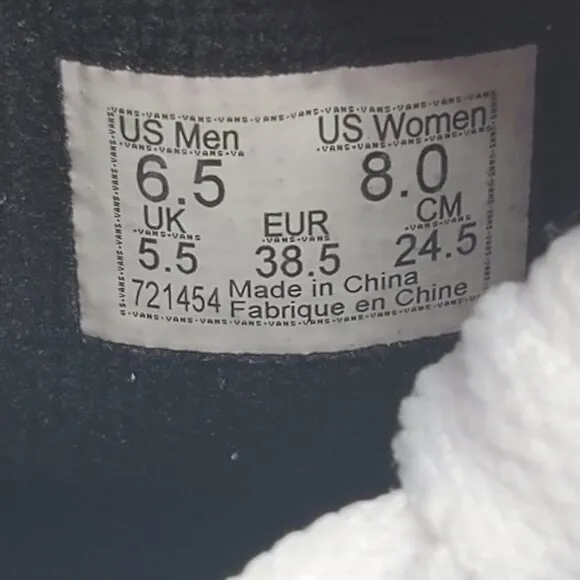 US Men US Women
6.5 8.0
UK EUR CM
5.5 38.5 24.5
721454 Made in China
Fabrique en Chine